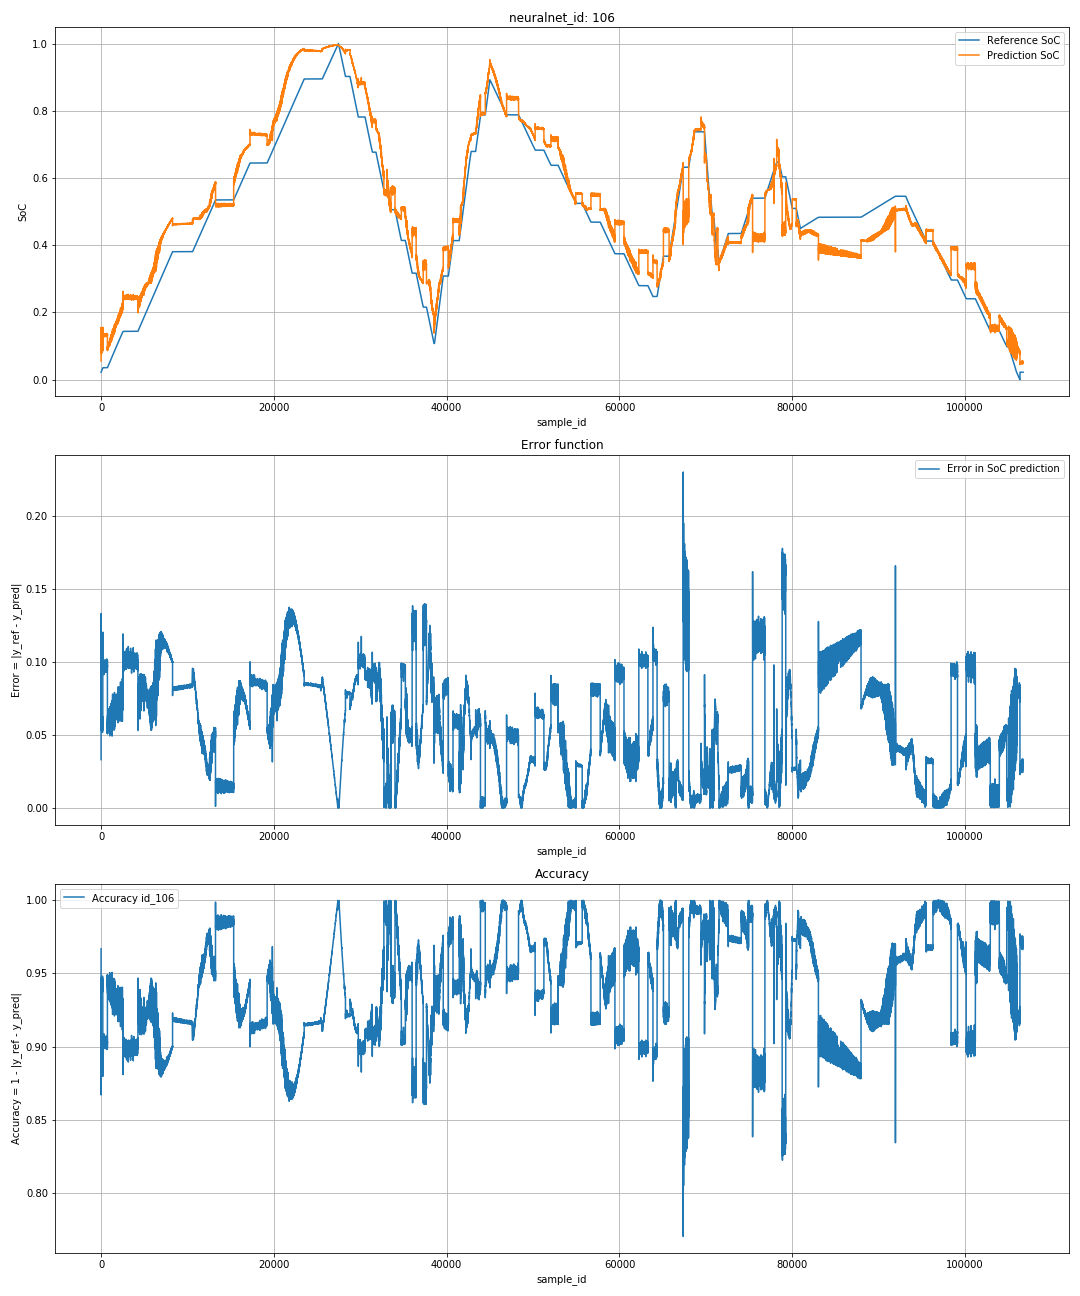 neuralnet_id: 106
Reference SoC
Prediction SoC
1.0
0.8
0.6
0.4
0.2
0.0
SoC
0
20000
40000
60000
80000
100000
sample_id
Error function
Error in SoC prediction
0.20
0.15
0.10
0.05
0.00
Error = |y_ref - y_pred|
0
20000
40000
60000
80000
100000
sample_id
Accuracy
Accuracy id_106
1.00
0.95
0.90
0.85
0.80
Accuracy = 1 - |y_ref - y_pred|
0
20000
40000
60000
80000
100000
sample_id